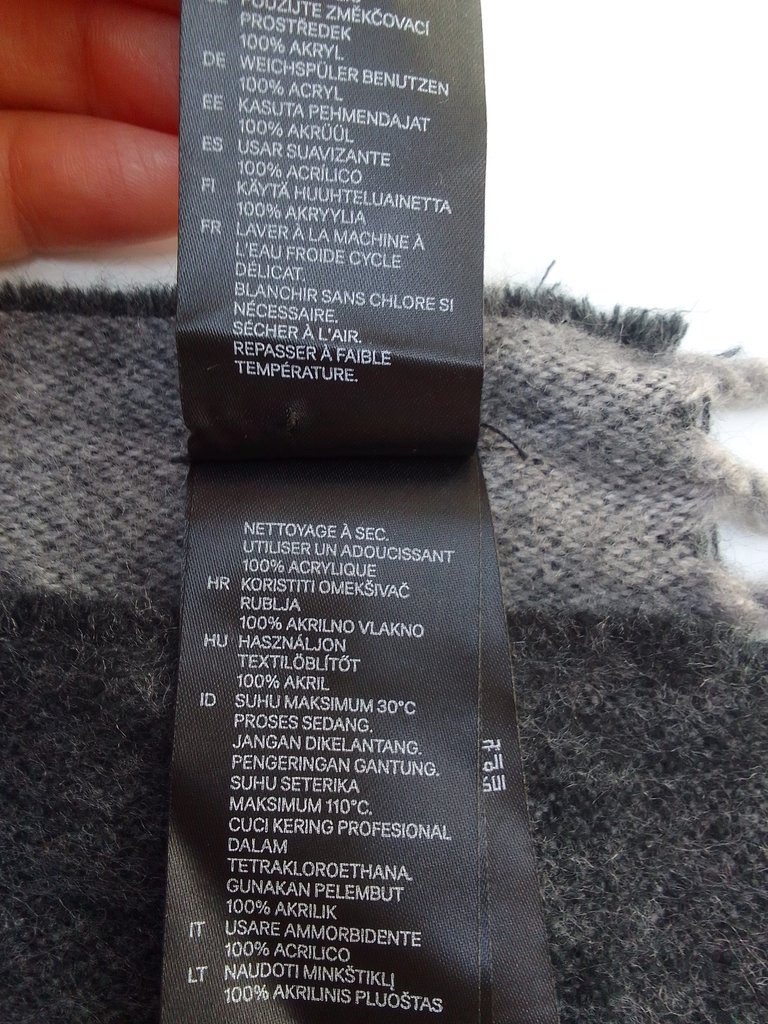 POUŽIJTE ZMĚKČOVACÍ
PROSTŘEDEK
100% AKRYL
DE WEICHSPÜLER BENUTZEN
100% ACRYL
EE KASUTA PEHMENDAJAT
100% AKRÜÜL
ES USAR SUAVIZANTE
100% ACRÍLICO
FI KÄYTÄ HUUHTELUAINETTA
100% AKRYYLIA
FR LAVER À LA MACHINE À
L'EAU FROIDE CYCLE
DÉLICAT.
BLANCHIR SANS CHLORE SI
NÉCESSAIRE.
SÉCHER À L'AIR.
REPASSER À FAIBLE
TEMPÉRATURE.
NETTOYAGE À SEC.
UTILISER UN ADOUCISSANT
100% ACRYLIQUE
HR KORISTITI OMEKŠIVAČ
RUBLJA
100% AKRILNO VLAKNO
HU HASZNÁLJON
TEXTILÖBLÍTŐT
100% AKRIL
ID SUHU MAKSIMUM 30°C
PROSES SEDANG.
JANGAN DIKELANTANG.
PENGERINGAN GANTUNG.
SUHU SETERIKA
MAKSIMUM 110°C.
CUCI KERING PROFESIONAL
DALAM
TETRAKLOROETHANA.
GUNAKAN PELEMBUT
100% AKRILIK
IT USARE AMMORBIDENTE
100% ACRILICO
LT NAUDOTI MINKŠTIKLĮ
100% AKRILINIS PLUOŠTAS